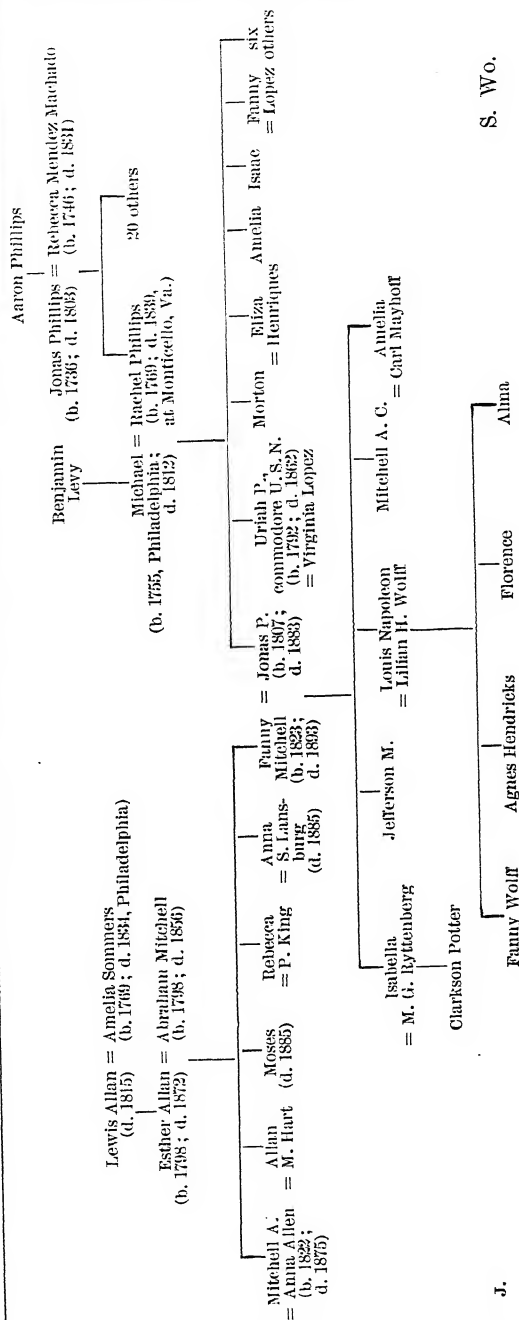 Aaron Phillips
Benjamin
Levy
Jonas Phillips = Rebecca Mendez Machado
(b. 1736; d. 1803) (b. 1746; d. 1831)
Michael = Rachel Phillips
(b. 1755, Philadelphia;
d. 1812)
(b. 1769; d. 1839,
at Monticello, Va.)
20 others
Lewis Allan = Amelia Sommers
(d. 1815) (b. 1769; d. 1834, Philadelphia)
Esther Allan = Abraham Mitchell
(b. 1798; d. 1872) (b. 1798; d. 1856)
Mitchell A.
= Anna Allen
(b. 1822;
d. 1875)
Allan
= M. Hart
Moses
(d. 1885)
Rebecca
= P. King
Anna
= S. Lans-
burg
(d. 1885)
Fanny
Mitchell
(b. 1823;
d. 1893)
= Jonas P.
(b. 1807;
d. 1883)
Uriah P.,
commodore U. S. N.
(b. 1792; d. 1862)
= Virginia Lopez
Morton
Eliza
= Henriques
Amelia
Isaac
Fanny
= Lopez
six
others
Isabella
= M. G. Ryttenberg
Jefferson M.
Louis Napoleon
= Lilian H. Wolff
Mitchell A. C.
Amelia
= Carl Mayhoff
Clarkson Potter
Fanny Wolff
Agnes Hendricks
Florence
Alma
J.
S. Wo.